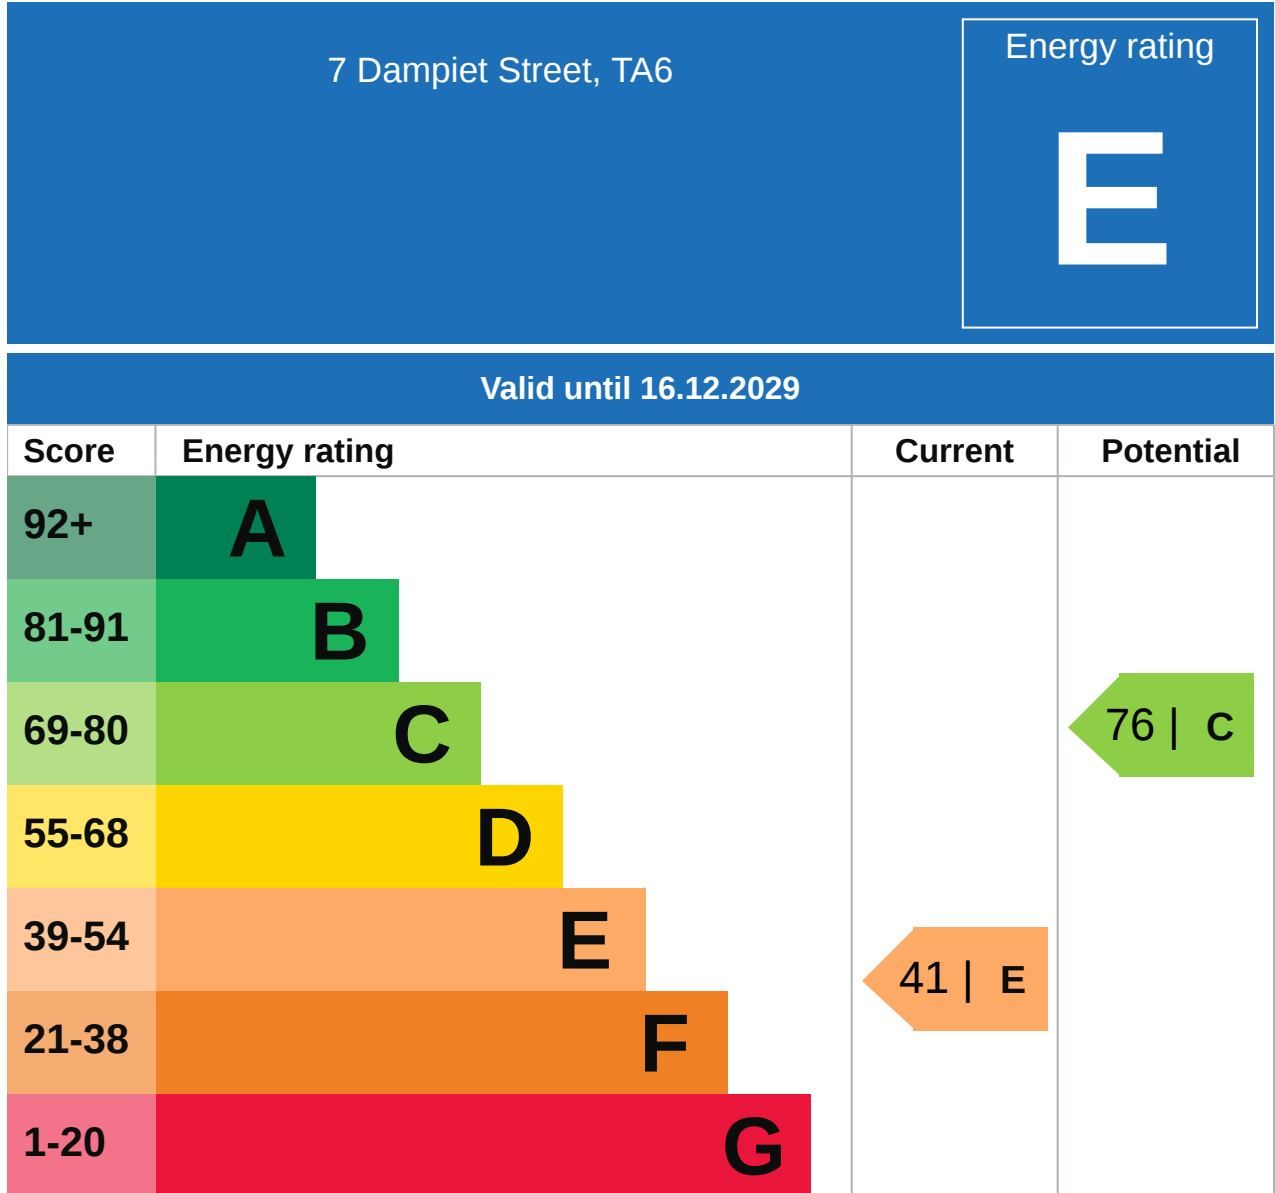 7 Dampiet Street, TA6
Energy rating
E
Valid until 16.12.2029
Score Energy rating Current Potential
92+ A
81-91 B
69-80 C
76 | C
55-68 D
39-54 E
41 | E
21-38 F
1-20 G